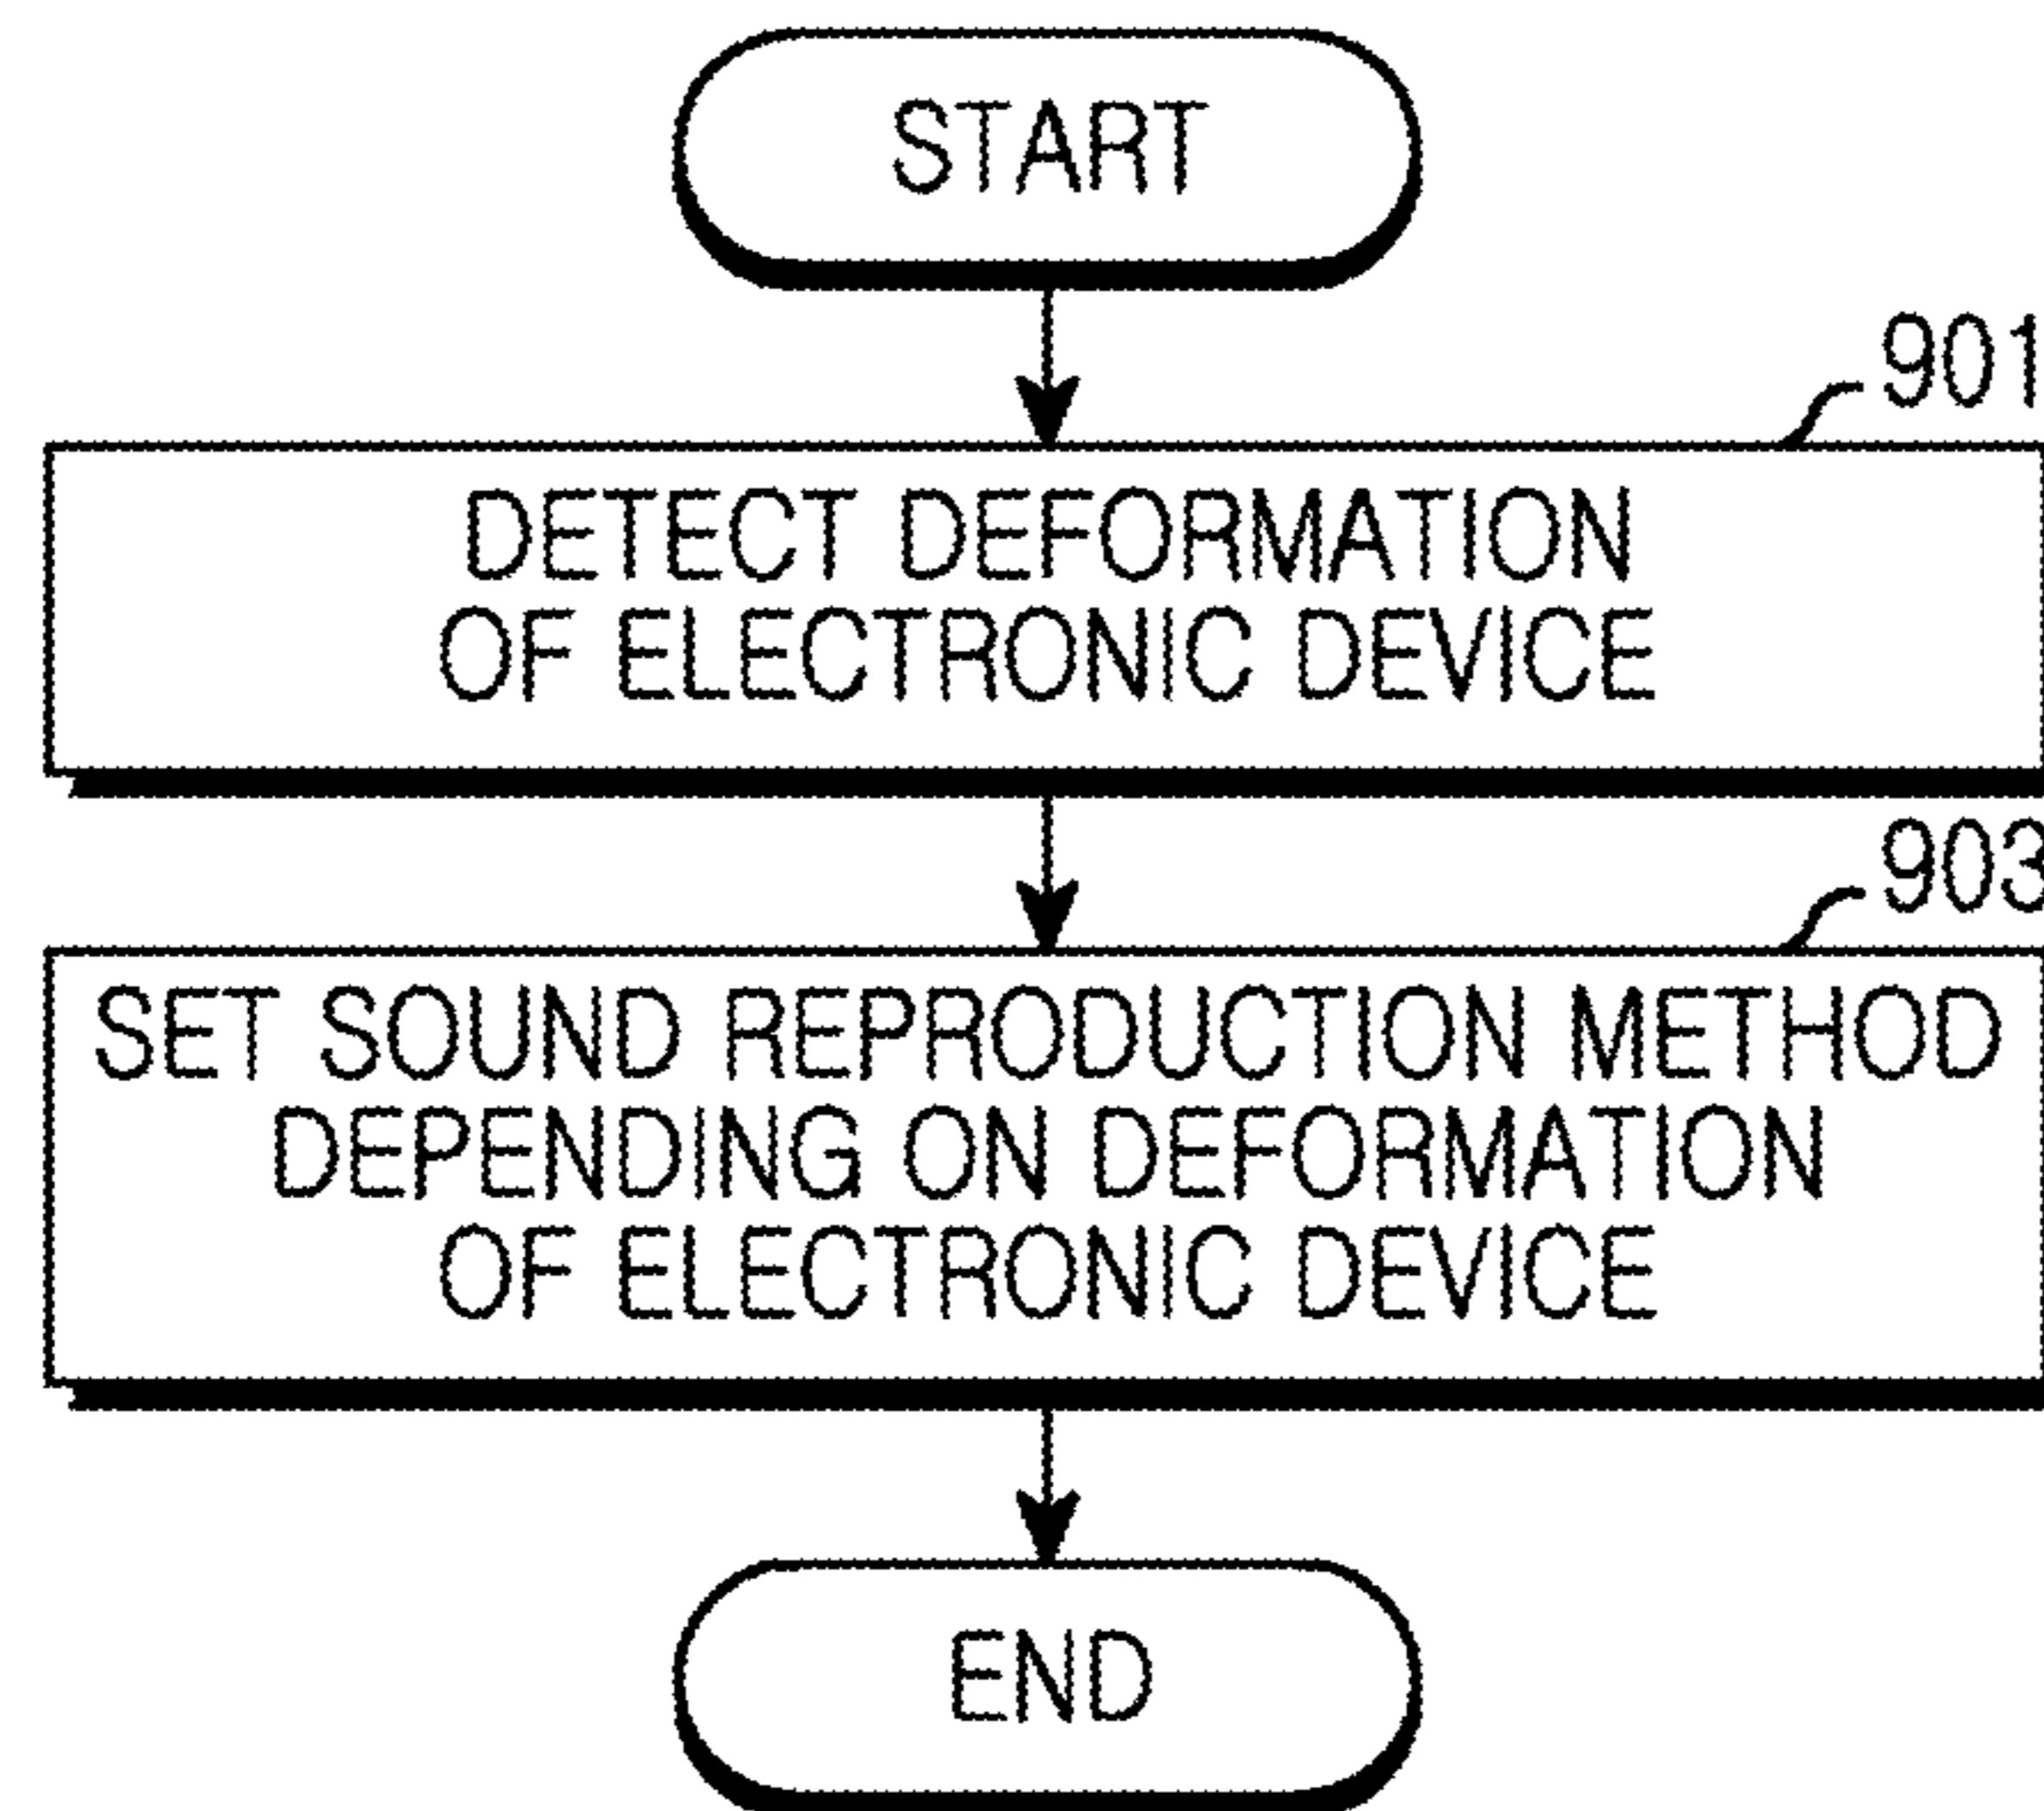 START
901
DETECT DEFORMATION
OF ELECTRONIC DEVICE
903
SET SOUND REPRODUCTION METHOD
DEPENDING ON DEFORMATION
OF ELECTRONIC DEVICE
END